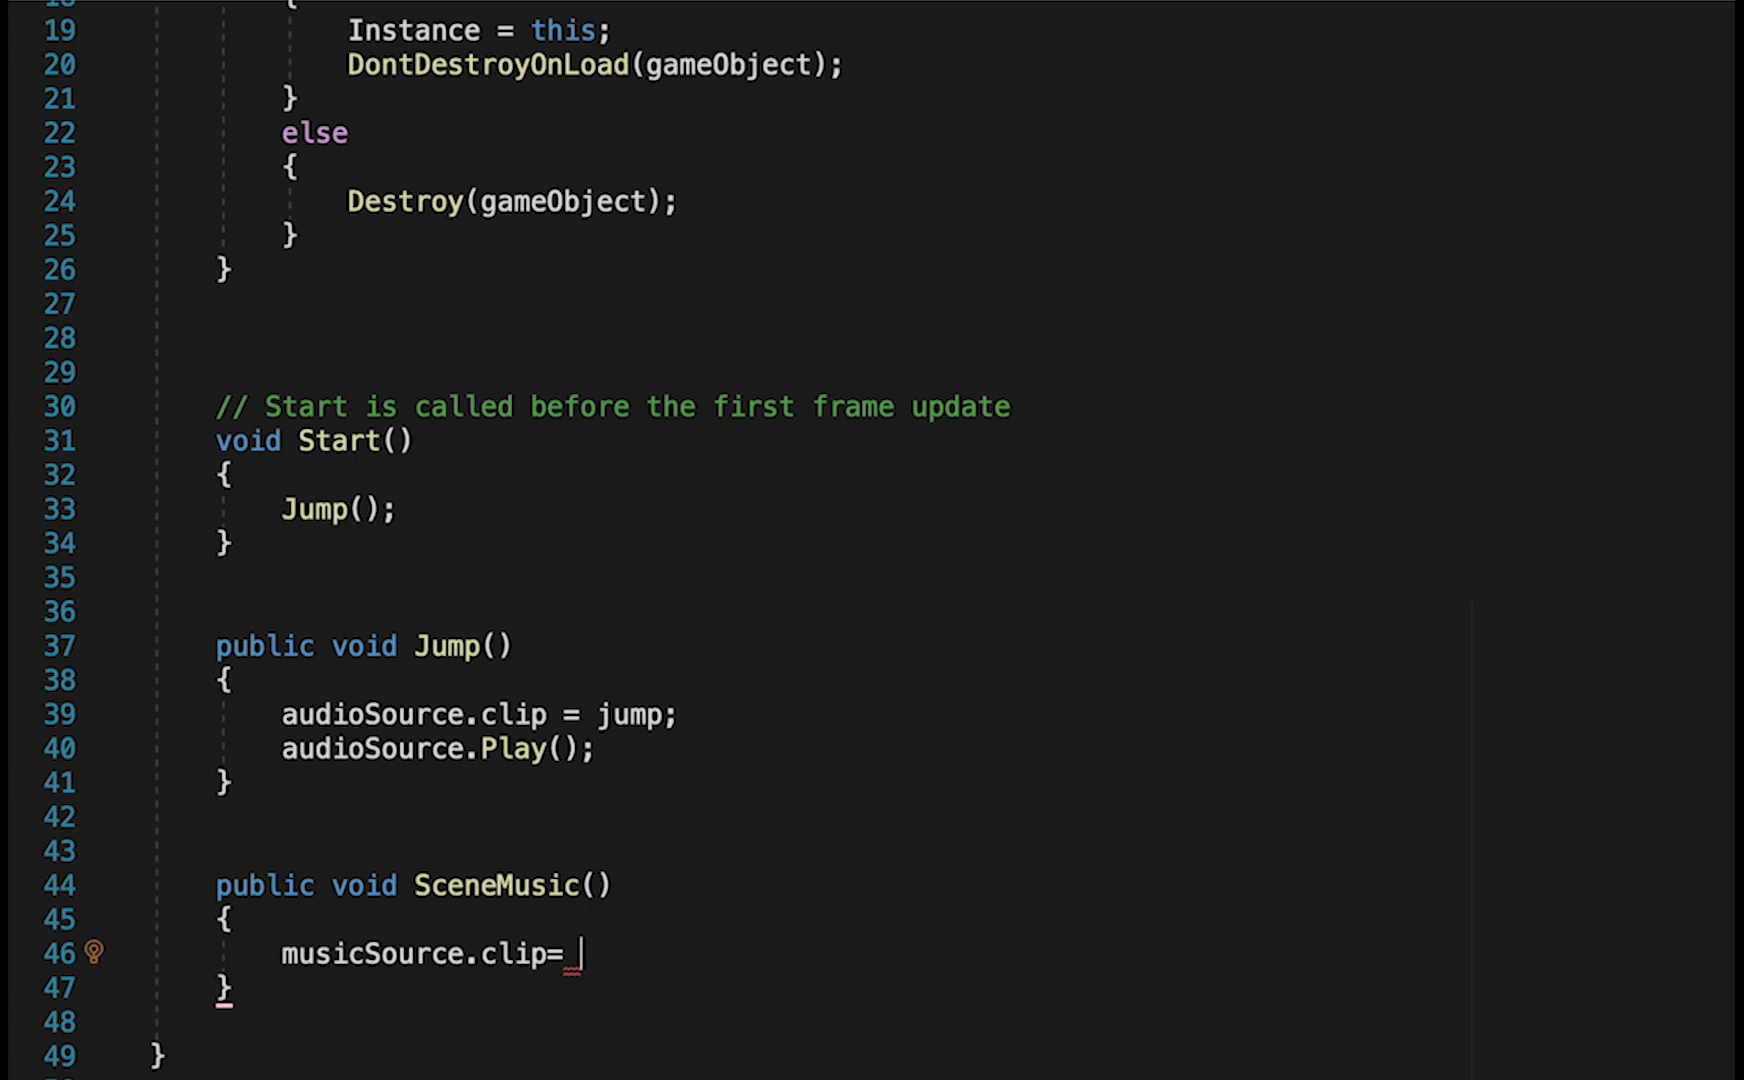 18 {
19 Instance = this;
20 DontDestroyOnLoad(gameObject);
21 }
22 else
23 {
24 Destroy(gameObject);
25 }
26 }
27
28
29
30 // Start is called before the first frame update
31 void Start()
32 {
33 Jump();
34 }
35
36
37 public void Jump()
38 {
39 audioSource.clip = jump;
40 audioSource.Play();
41 }
42
43
44 public void SceneMusic()
45 {
46 musicSource.clip=
47 }
48
49 }